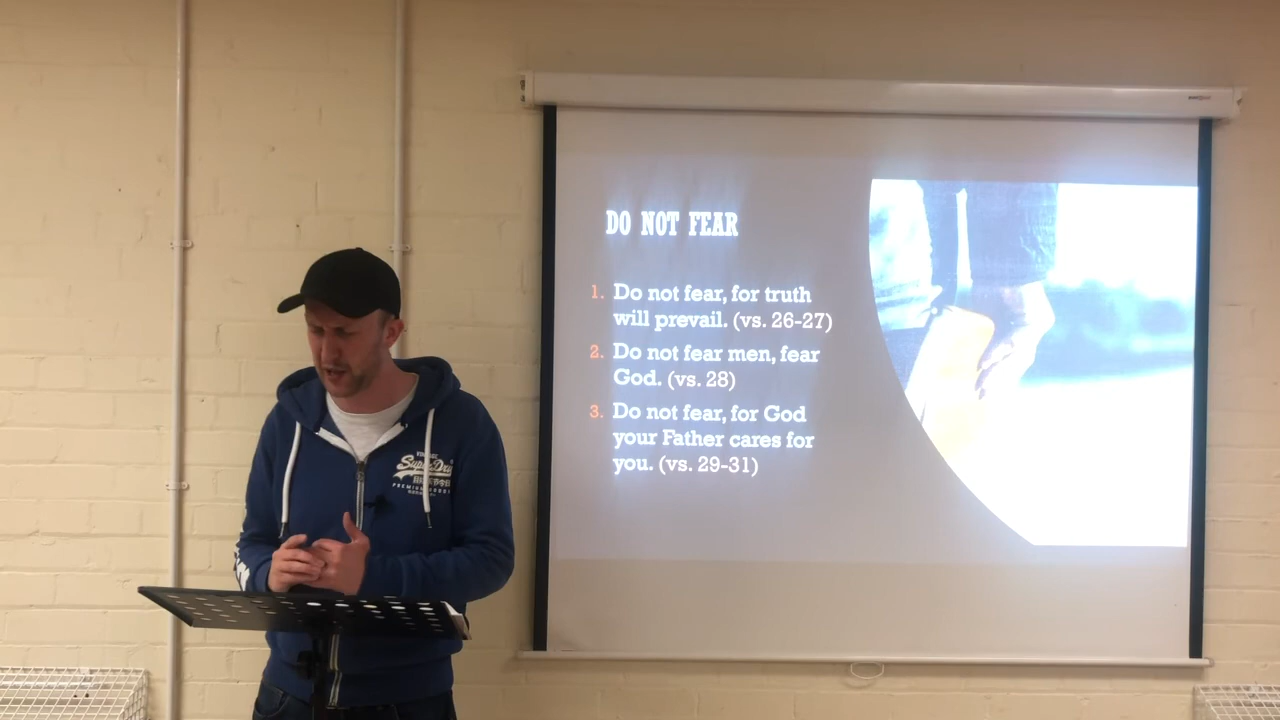 DO NOT FEAR
1. Do not fear, for truth
will prevail. (vs. 26-27)
2. Do not fear men, fear
God. (vs. 28)
3. Do not fear, for God
your Father cares for
you. (vs. 29-31)
SuperDry